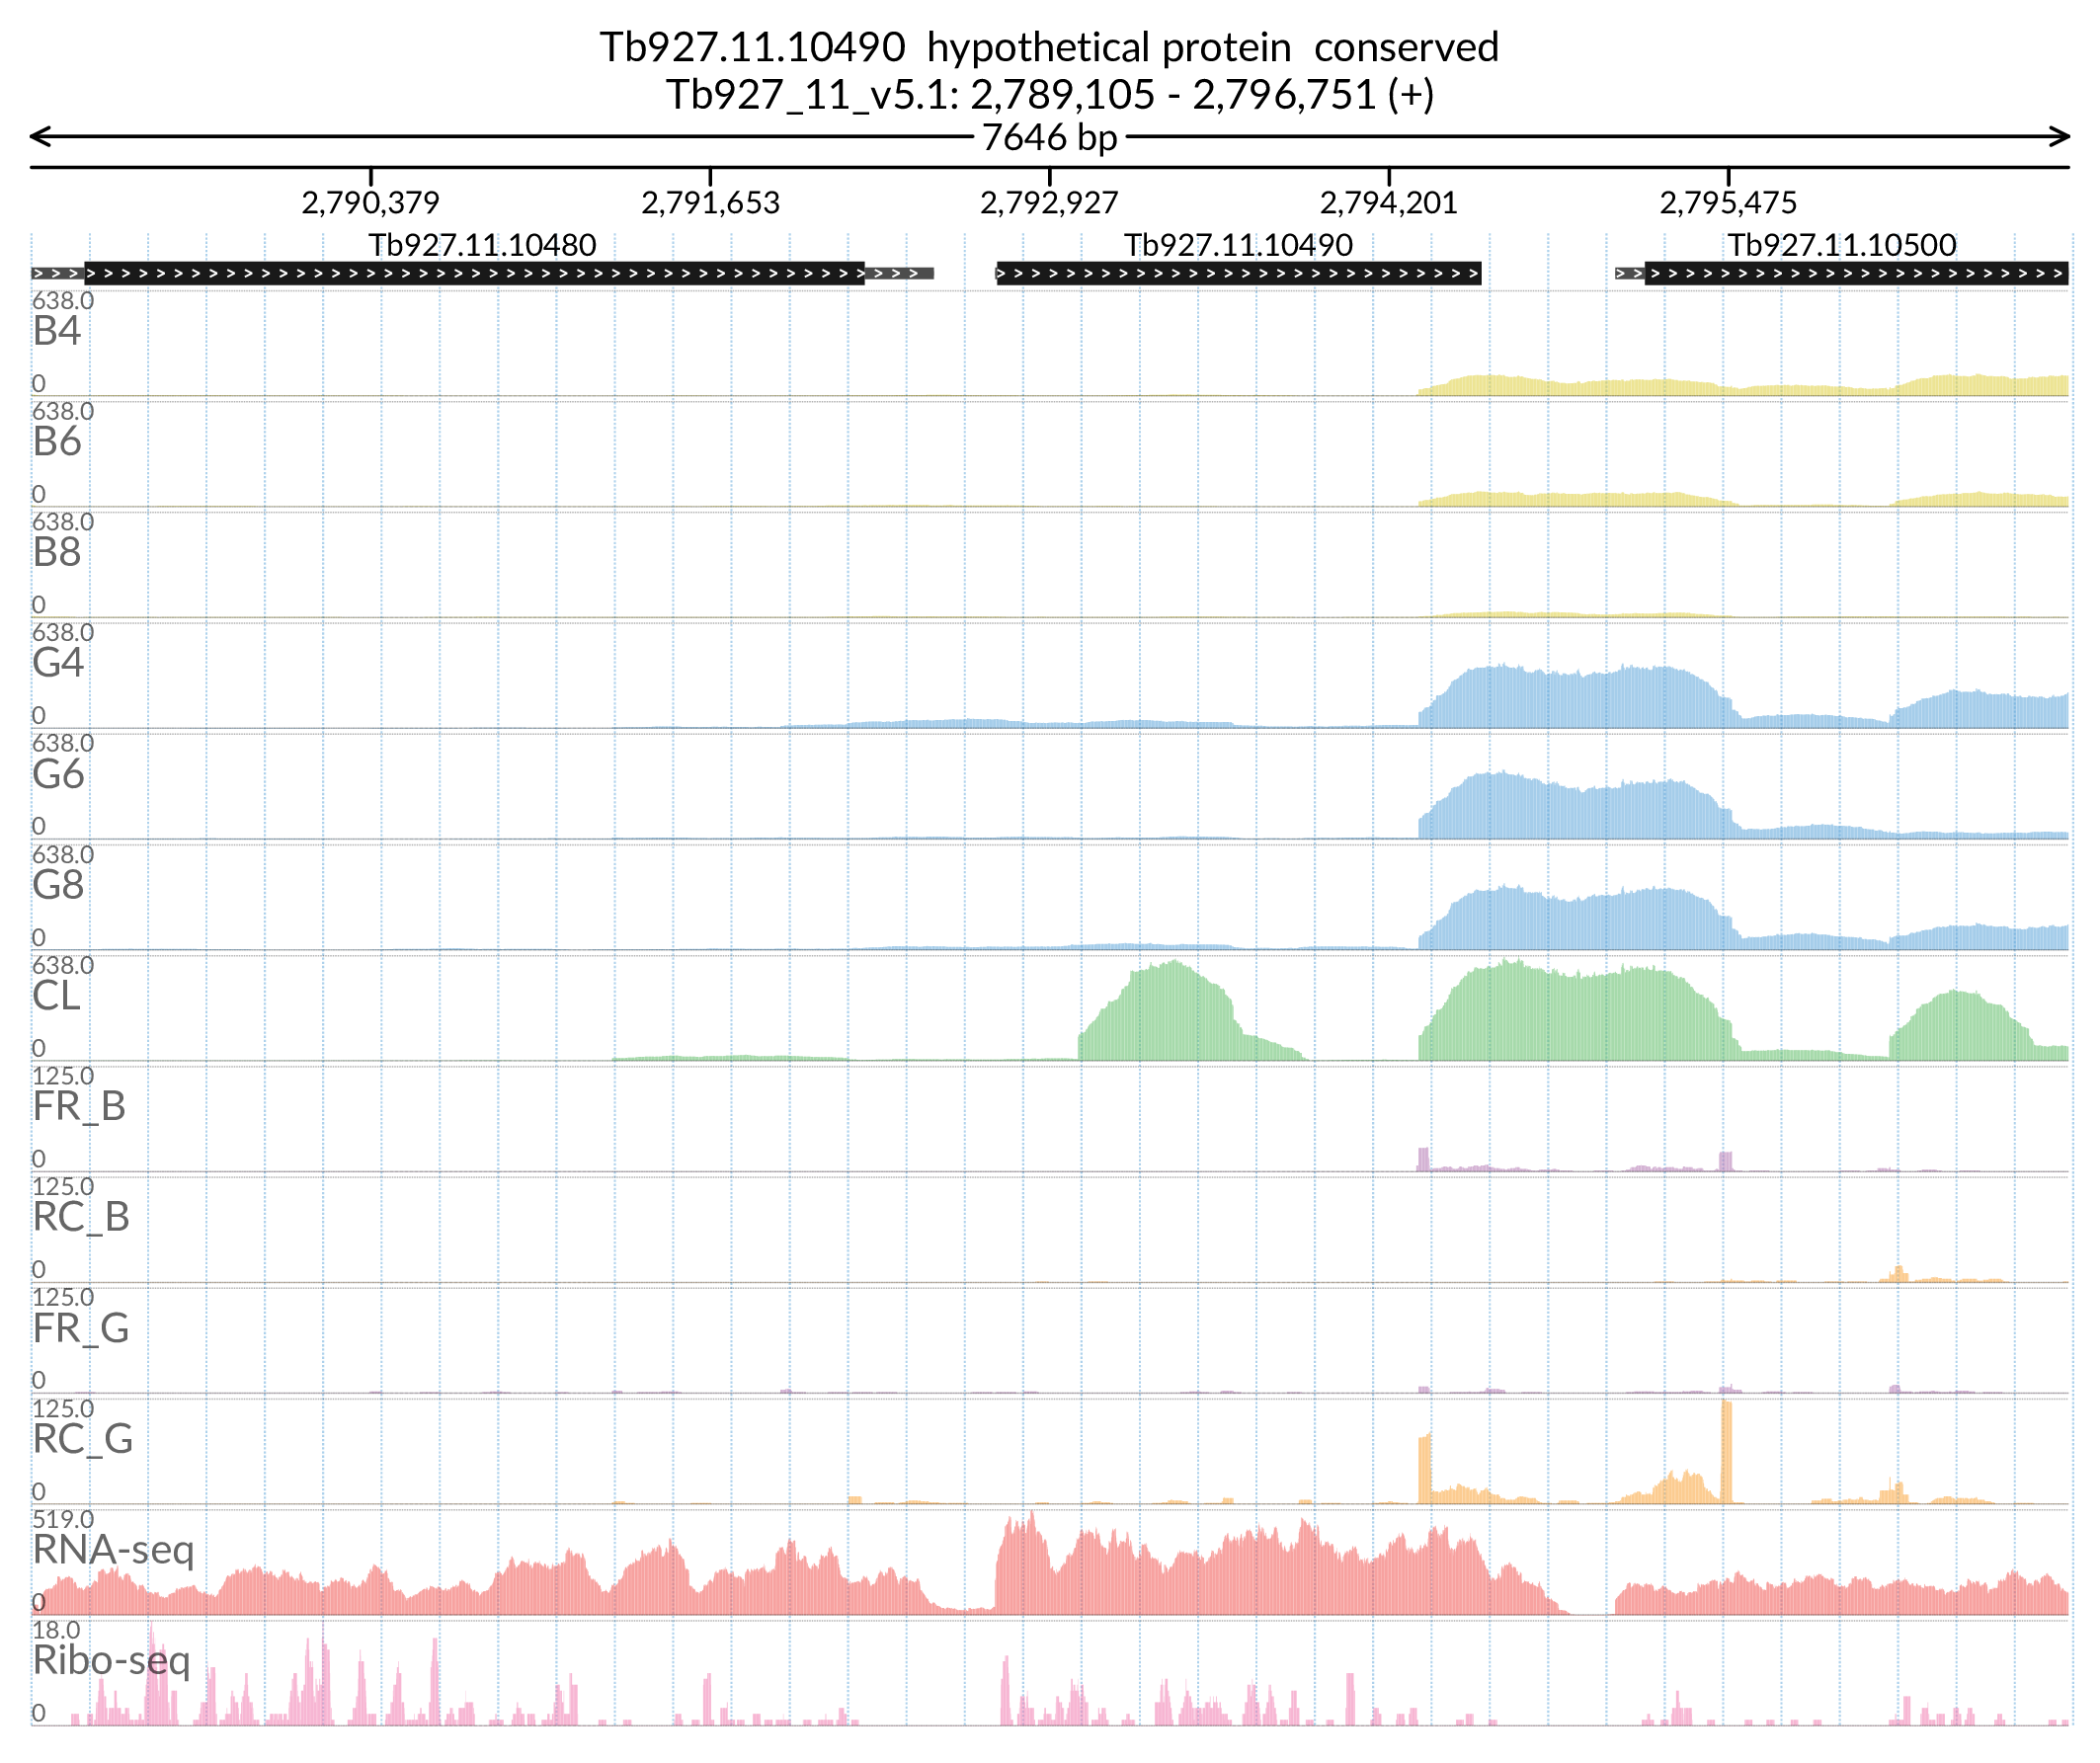 Tb927.11.10490 hypothetical protein conserved
Tb927_11_v5.1: 2,789,105 - 2,796,751 (+)
7646 bp
2,790,379 2,791,653 2,792,927 2,794,201 2,795,475
Tb927.11.10480 Tb927.11.10490 Tb927.11.10500
638.0
B4
0
638.0
B6
0
638.0
B8
0
638.0
G4
0
638.0
G6
0
638.0
G8
0
638.0
CL
0
125.0
FR_B
0
125.0
RC_B
0
125.0
FR_G
0
125.0
RC_G
0
519.0
RNA-seq
0
18.0
Ribo-seq
0